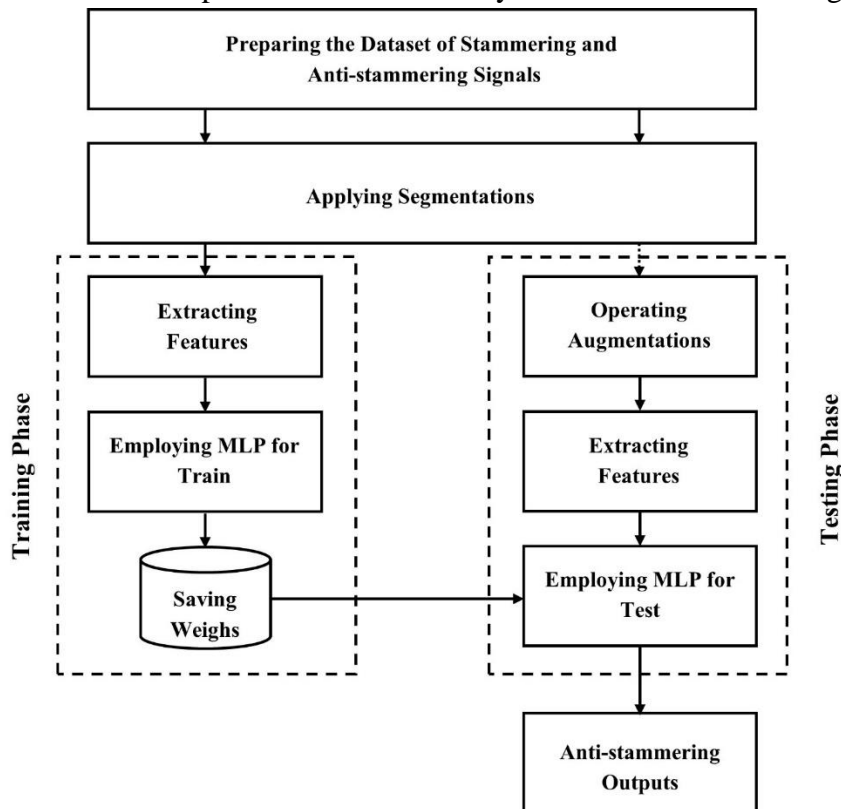 Preparing the Dataset of Stammering and
Anti-stammering Signals
Applying Segmentations
Training Phase
Extracting
Features
Employing MLP for
Train
Saving
Weighs
Operating
Augmentations
Extracting
Features
Employing MLP for
Test
Testing Phase
Anti-stammering
Outputs